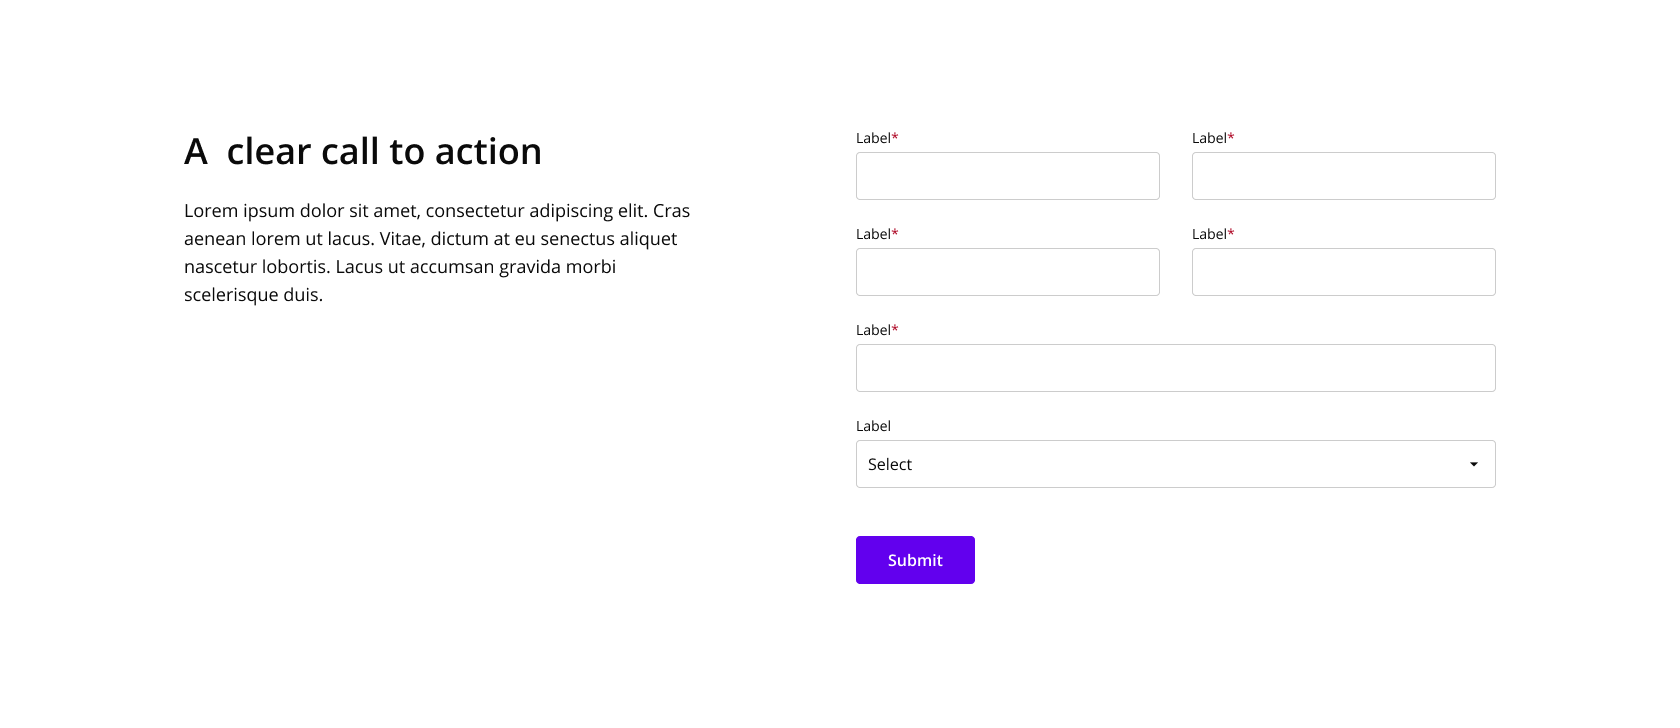 A  clear call to action
Lorem ipsum dolor sit amet, consectetur adipiscing elit. Cras
aenean lorem ut lacus. Vitae, dictum at eu senectus aliquet
nascetur lobortis. Lacus ut accumsan gravida morbi
scelerisque duis.
Label*
Label*
Label*
Label*
Label*
Label
Select
Submit